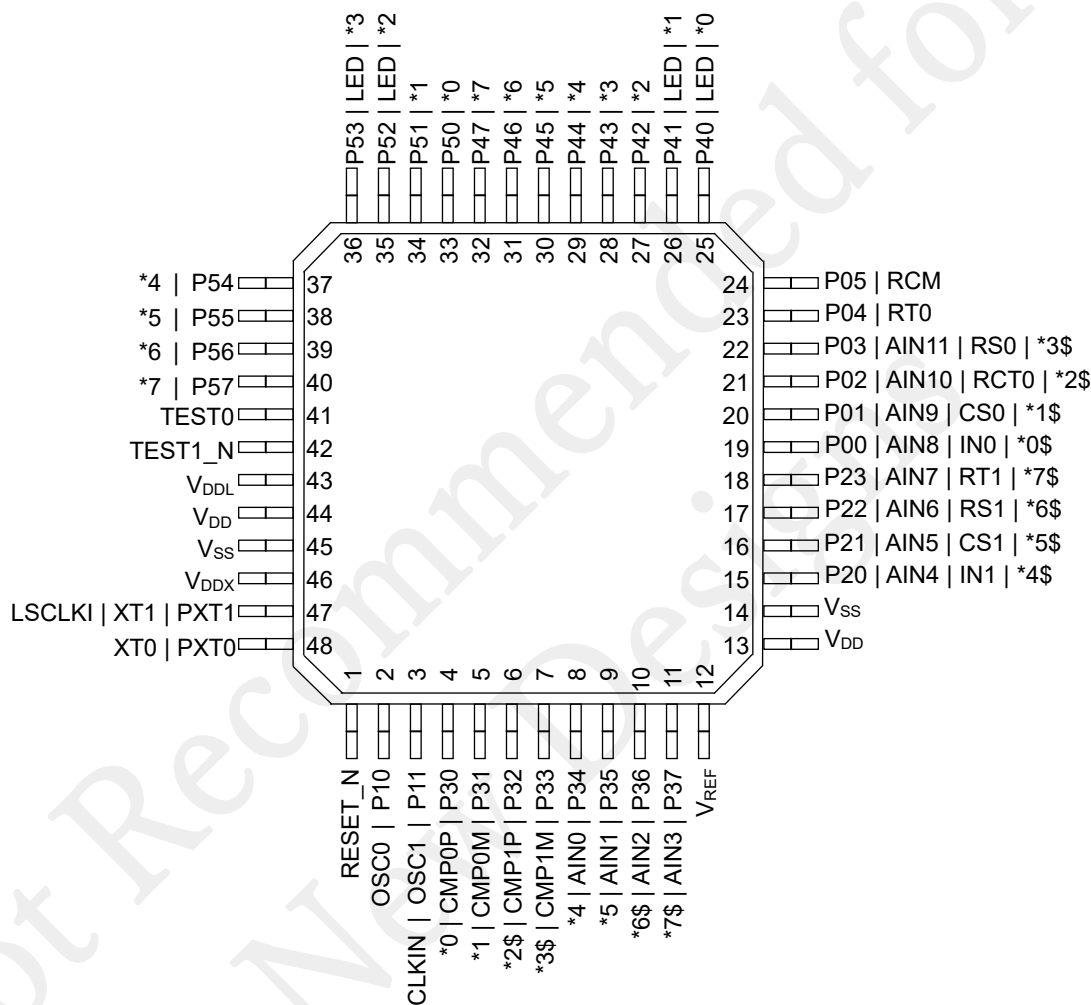 P53 | LED | *3
P52 | LED | *2
P51 | *1
P50 | *0
P47 | *7
P46 | *6
P45 | *5
P44 | *4
P43 | *3
P42 | *2
P41 | LED | *1
P40 | LED | *0
36
35
34
33
32
31
30
29
28
27
26
25
*4 | P54 37
*5 | P55 38
*6 | P56 39
*7 | P57 40
TEST0 41
TEST1_N 42
VDDL 43
VDD 44
VSS 45
VDDX 46
LSCLKI | XT1 | PXT1 47
XT0 | PXT0 48
24 P05 | RCM
23 P04 | RT0
22 P03 | AIN11 | RS0 | *3$
21 P02 | AIN10 | RCT0 | *2$
20 P01 | AIN9 | CS0 | *1$
19 P00 | AIN8 | IN0 | *0$
18 P23 | AIN7 | RT1 | *7$
17 P22 | AIN6 | RS1 | *6$
16 P21 | AIN5 | CS1 | *5$
15 P20 | AIN4 | IN1 | *4$
14 VSS
13 VDD
1
2
3
4
5
6
7
8
9
10
11
12
RESET_N
OSC0 | P10
CLKIN | OSC1 | P11
*0 | CMP0P | P30
*1 | CMP0M | P31
*2$ | CMP1P | P32
*3$ | CMP1M | P33
*4 | AIN0 | P34
*5 | AIN1 | P35
*6$ | AIN2 | P36
*7$ | AIN3 | P37
VREF
ot Recommended for
New Designs